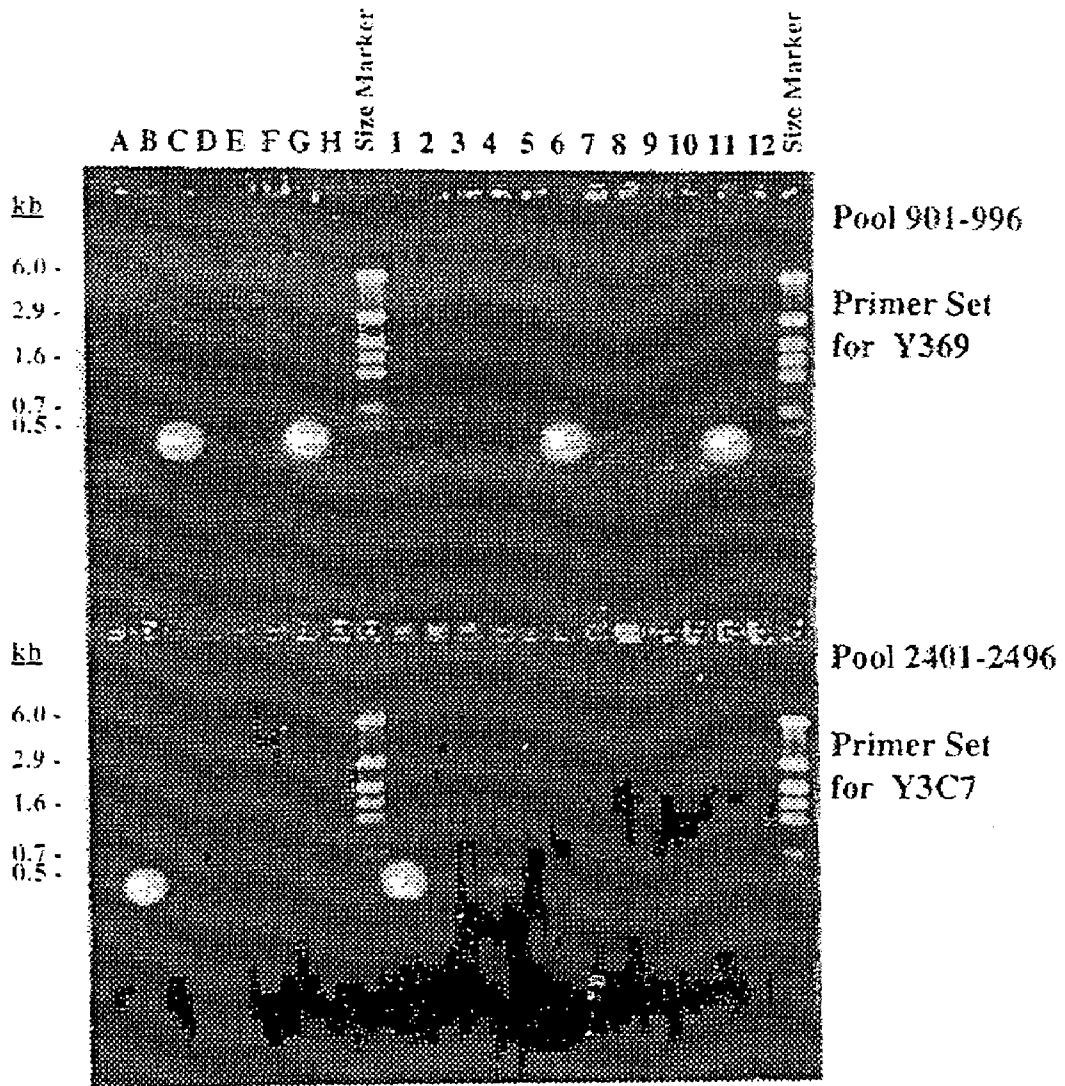 Size Marker
Size Marker
A B C D E F G H 1 2 3 4 5 6 7 8 9 10 11 12
kb
6.0 -
2.9 -
1.6 -
0.7 -
0.5 -
Pool 901-996
Primer Set
for Y369
kb
6.0 -
2.9 -
1.6 -
0.7 -
0.5 -
Pool 2401-2496
Primer Set
for Y3C7